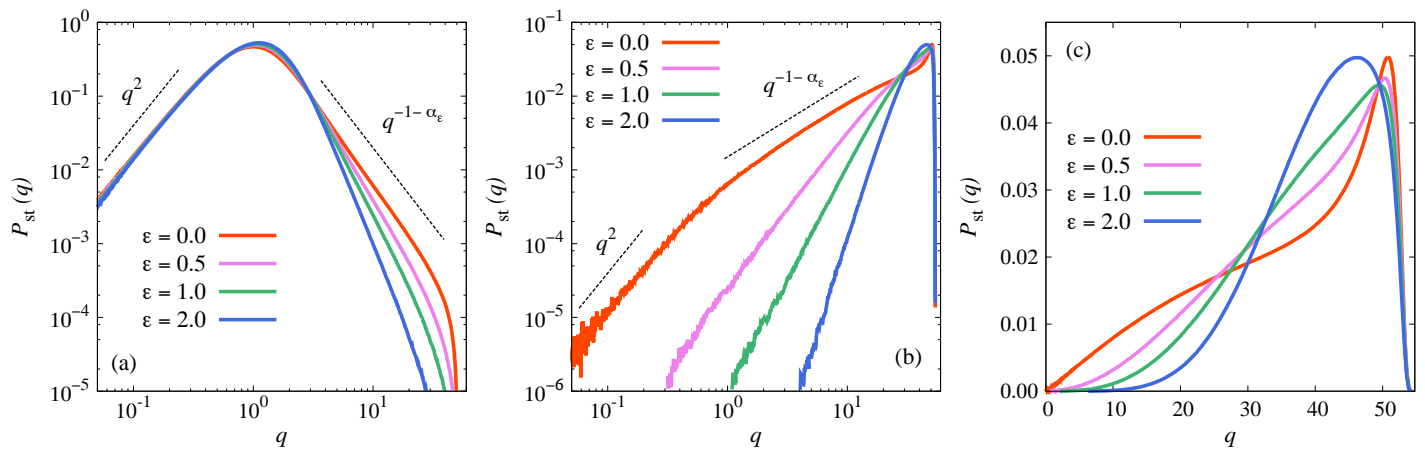 10^0
10^-1
10^-2
10^-3
10^-4
10^-5
P_st (q)
q^2
q^{-1-α_ε}
ε = 0.0
ε = 0.5
ε = 1.0
ε = 2.0
(a)
10^-1
10^0
10^1
q
10^0
10^-1
10^-2
10^-3
10^-4
10^-5
10^-6
P_st (q)
ε = 0.0
ε = 0.5
ε = 1.0
ε = 2.0
q^{-1-α_ε}
q^2
(b)
10^-1
10^0
10^1
q
(c)
0.05
0.04
0.03
0.02
0.01
0.00
P_st (q)
ε = 0.0
ε = 0.5
ε = 1.0
ε = 2.0
0
10
20
30
40
50
q